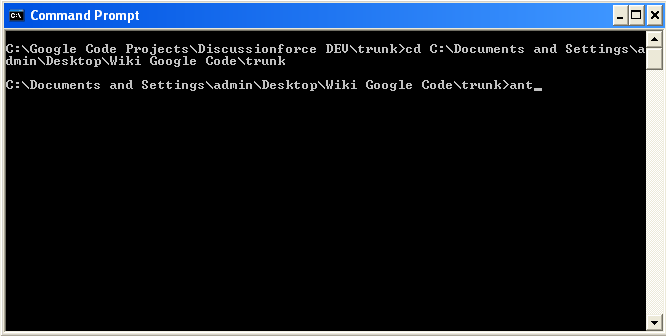 Command Prompt
C:\Google Code Projects\Discussionforce DEV\trunk>cd C:\Documents and Settings\a
dmin\Desktop\Wiki Google Code\trunk
C:\Documents and Settings\admin\Desktop\Wiki Google Code\trunk>ant_